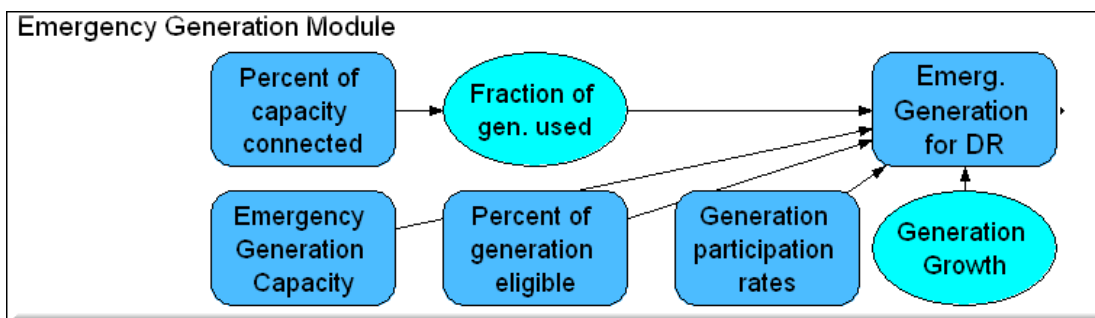 Emergency Generation Module
Percent of
capacity
connected
Fraction of
gen. used
Emerg.
Generation
for DR
Emergency
Generation
Capacity
Percent of
generation
eligible
Generation
participation
rates
Generation
Growth